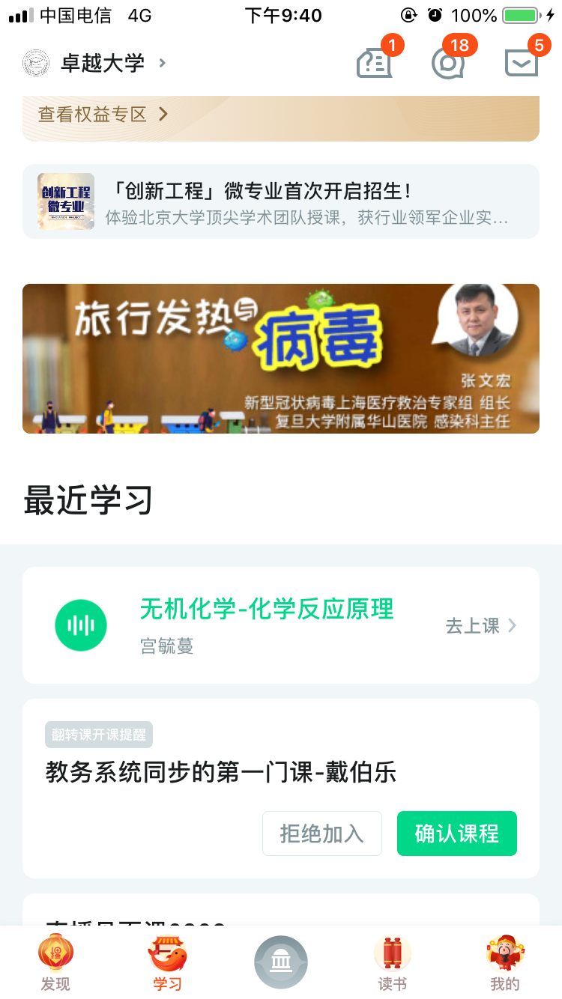 中国电信 4G 下午9:40 100%
卓越大学
1 18 5
查看权益专区
创新工程
微专业
「创新工程」微专业首次开启招生!
体验北京大学顶尖学术团队授课，获行业领军企业实...
旅行发热与病毒
张文宏
新型冠状病毒上海医疗救治专家组 组长
复旦大学附属华山医院 感染科主任
最近学习
无机化学-化学反应原理
宫毓蔓
去上课
翻转课开课提醒
教务系统同步的第一门课-戴伯乐
拒绝加入 确认课程
发现 学习 读书 我的